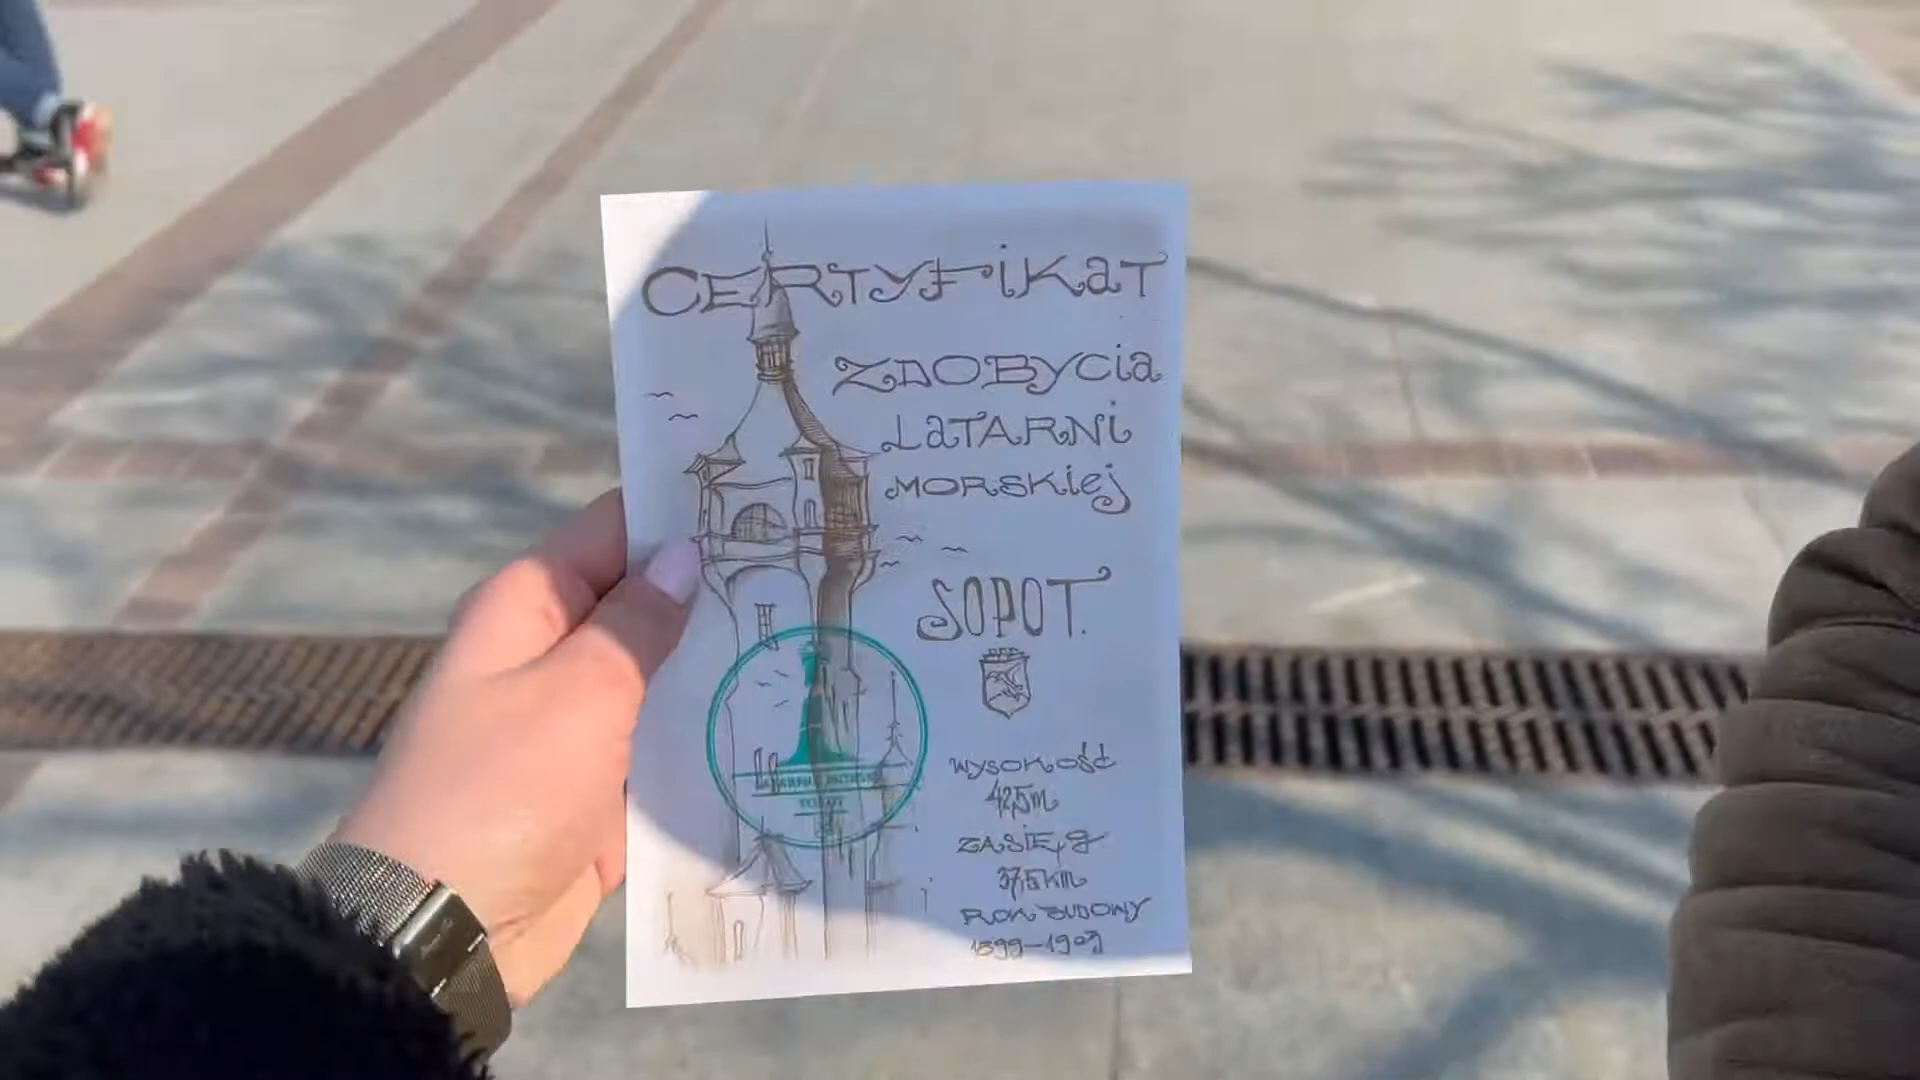 CERTYFiKaT
ZDOBYCia
LaTARNi
MORSKiej
SOPOT.
WYSOKOŚĆ
42,5m
ZASIĘg
37,5km
ROK BUDOWY
1899-1903